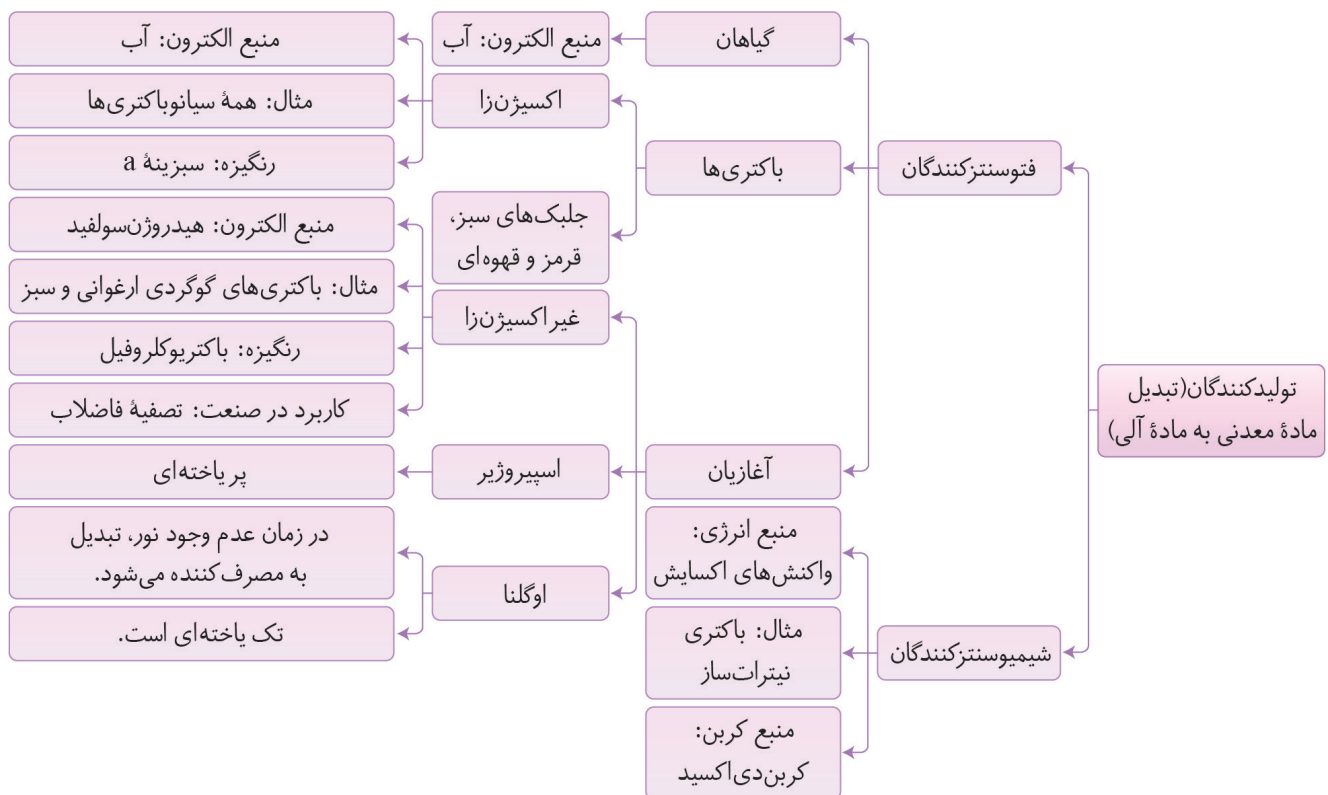 تولیدکنندگان(تبدیل
مادهٔ معدنی به مادهٔ آلی)
فتوسنتزکنندگان
گیاهان
منبع الکترون: آب
باکتری‌ها
اکسیژن‌زا
منبع الکترون: آب
مثال: همهٔ سیانوباکتری‌ها
رنگیزه: سبزینهٔ a
جلبک‌های سبز،
قرمز و قهوه‌ای
غیراکسیژن‌زا
منبع الکترون: هیدروژن‌سولفید
مثال: باکتری‌های گوگردی ارغوانی و سبز
رنگیزه: باکتریوکلروفیل
کاربرد در صنعت: تصفیهٔ فاضلاب
آغازیان
اسپیروژیر
پریاخته‌ای
اوگلنا
در زمان عدم وجود نور، تبدیل
به مصرف‌کننده می‌شود.
تک یاخته‌ای است.
شیمیوسنتزکنندگان
منبع انرژی:
واکنش‌های اکسایش
مثال: باکتری
نیترات‌ساز
منبع کربن:
کربن‌دی‌اکسید